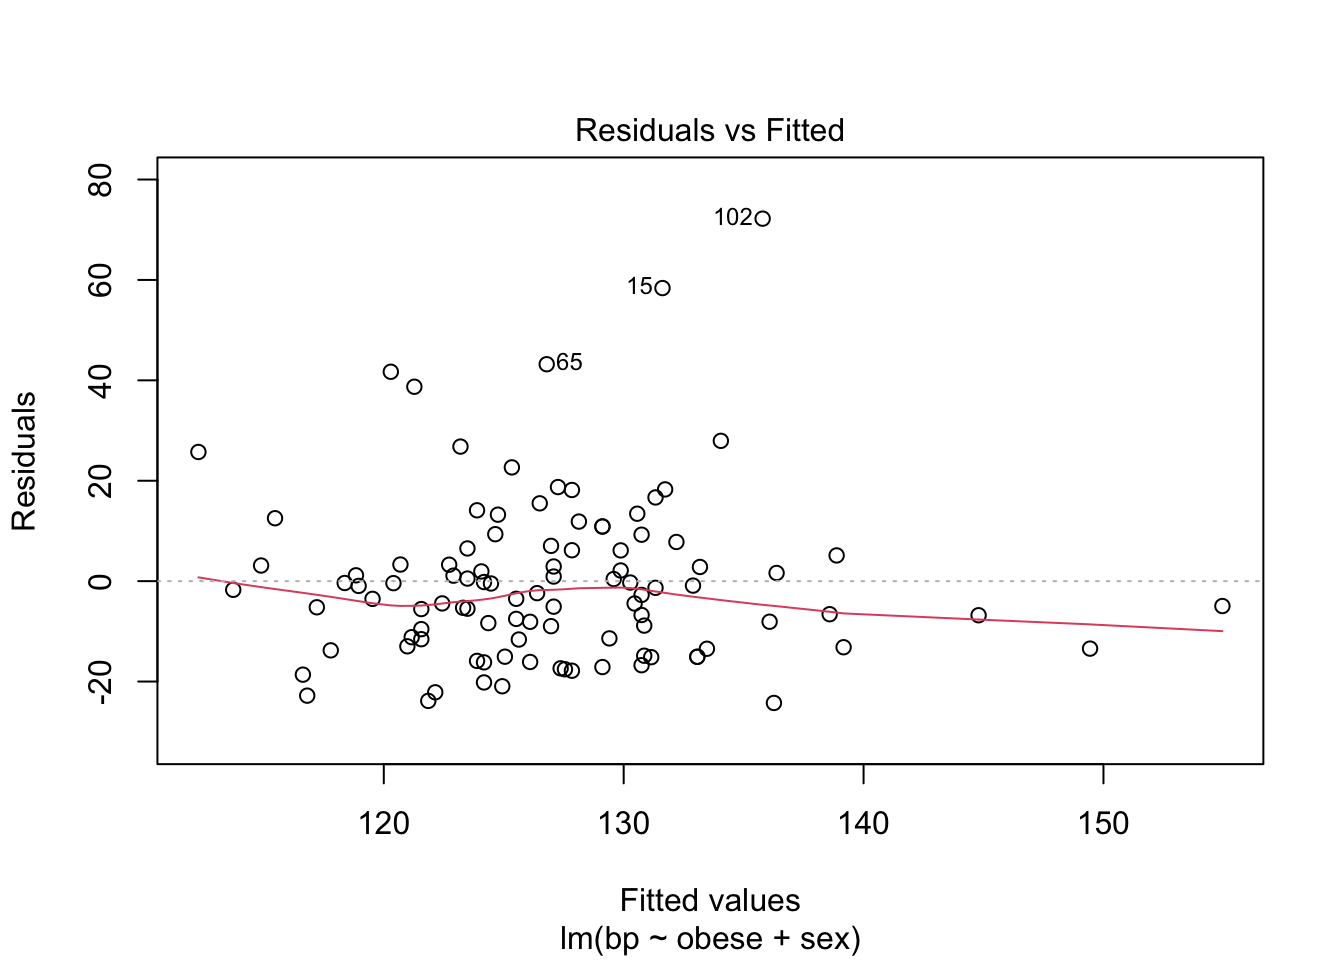 Residuals vs Fitted
80
60
40
20
0
-20
Residuals
102
15
65
120 130 140 150
Fitted values
lm(bp ~ obese + sex)